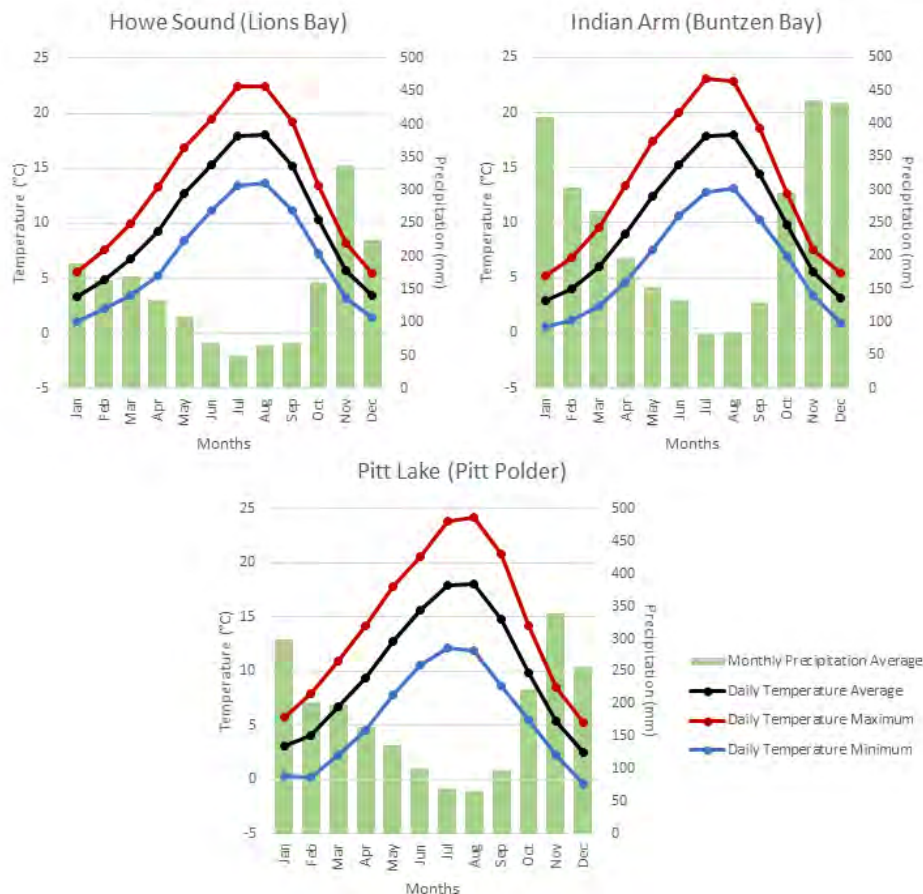 Howe Sound (Lions Bay)
25
20
15
10
5
0
-5
Temperature (°C)
500
450
400
350
300
250
200
150
100
50
0
Precipitation (mm)
Jan Feb Mar Apr May Jun Jul Aug Sep Oct Nov Dec
Months
Indian Arm (Buntzen Bay)
25
20
15
10
5
0
-5
Temperature (°C)
500
450
400
350
300
250
200
150
100
50
0
Precipitation (mm)
Jan Feb Mar Apr May Jun Jul Aug Sep Oct Nov Dec
Months
Pitt Lake (Pitt Polder)
25
20
15
10
5
0
-5
Temperature (°C)
500
450
400
350
300
250
200
150
100
50
0
Precipitation (mm)
Jan Feb Mar Apr May Jun Jul Aug Sep Oct Nov Dec
Months
Monthly Precipitation Average
Daily Temperature Average
Daily Temperature Maximum
Daily Temperature Minimum